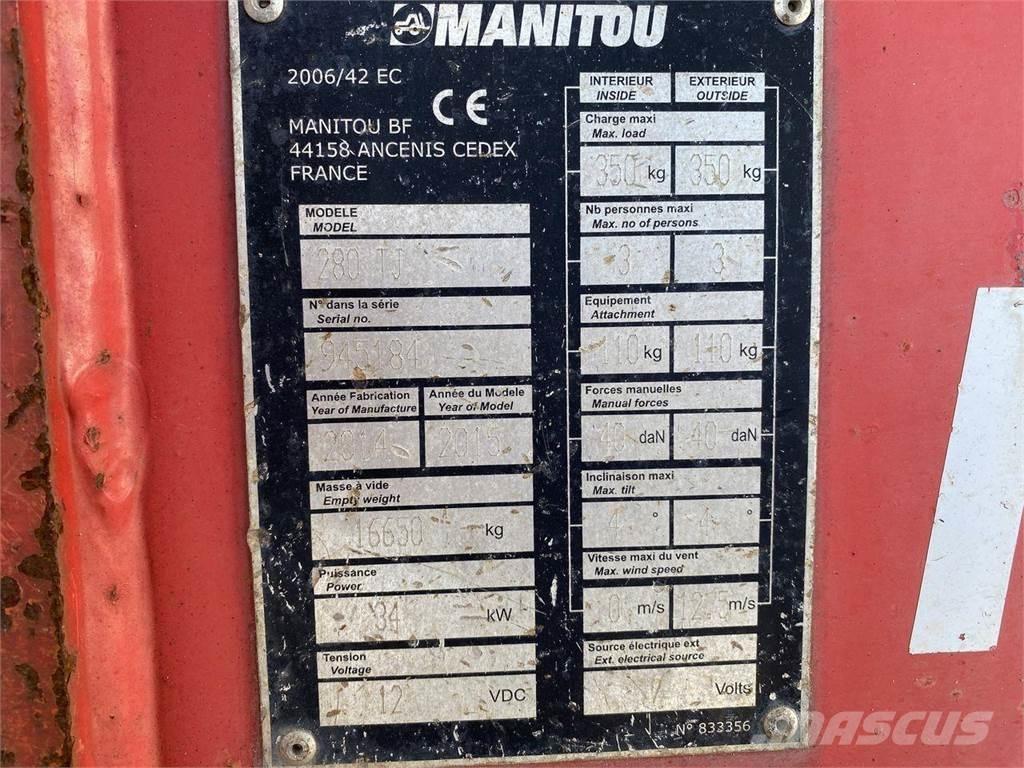 MANITOU
2006/42 EC
CE
MANITOU BF
44158 ANCENIS CEDEX
FRANCE
MODELE
MODEL
280 TJ
N° dans la série
Serial no.
945184
Année Fabrication
Year of Manufacture
2014
Année du Modele
Year of Model
2015
Masse à vide
Empty weight
16650 kg
Puissance
Power
34 kW
Tension
Voltage
12 VDC
INTERIEUR EXTERIEUR
INSIDE OUTSIDE
Charge maxi
Max. load
350 kg 350 kg
Nb personnes maxi
Max. no of persons
3 3
Equipement
Attachment
110 kg 110 kg
Forces manuelles
Manual forces
40 daN 40 daN
Inclinaison maxi
Max. tilt
4 ° 4 °
Vitesse maxi du vent
Max. wind speed
0 m/s 12.5 m/s
Source électrique ext
Ext. electrical source
Volts
N° 833356
MASCUS